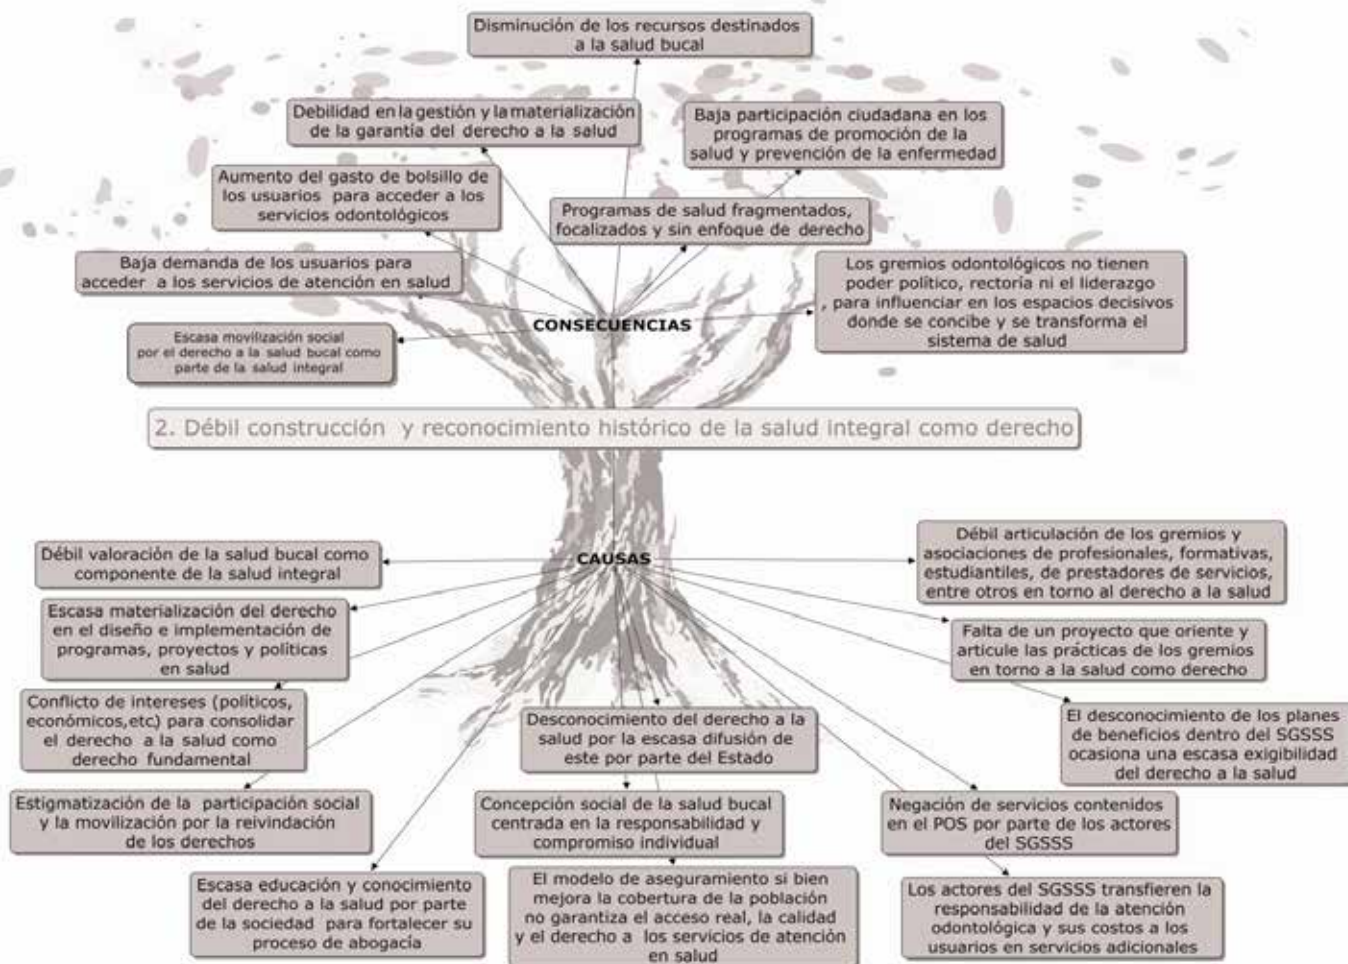 Disminución de los recursos destinados
a la salud bucal
Debilidad en la gestión y la materialización
de la garantía del derecho a la salud
Baja participación ciudadana en los
programas de promoción de la
salud y prevención de la enfermedad
Aumento del gasto de bolsillo de
los usuarios para acceder a los
servicios odontológicos
Programas de salud fragmentados,
focalizados y sin enfoque de derecho
Baja demanda de los usuarios para
acceder a los servicios de atención en salud
Los gremios odontológicos no tienen
poder político, rectoría ni el liderazgo
, para influenciar en los espacios decisivos
donde se concibe y se transforma el
sistema de salud
CONSECUENCIAS
Escasa movilización social
por el derecho a la salud bucal como
parte de la salud integral
2. Débil construcción y reconocimiento histórico de la salud integral como derecho
CAUSAS
Débil valoración de la salud bucal como
componente de la salud integral
Débil articulación de los gremios y
asociaciones de profesionales, formativas,
estudiantiles, de prestadores de servicios,
entre otros en torno al derecho a la salud
Escasa materialización del derecho
en el diseño e implementación de
programas, proyectos y políticas
en salud
Falta de un proyecto que oriente y
articule las prácticas de los gremios
en torno a la salud como derecho
Conflicto de intereses (políticos,
económicos,etc) para consolidar
el derecho a la salud como
derecho fundamental
Desconocimiento del derecho a la
salud por la escasa difusión de
este por parte del Estado
El desconocimiento de los planes
de beneficios dentro del SGSSS
ocasiona una escasa exigibilidad
del derecho a la salud
Estigmatización de la participación social
y la movilización por la reivindación
de los derechos
Concepción social de la salud bucal
centrada en la responsabilidad y
compromiso individual
Negación de servicios contenidos
en el POS por parte de los actores
del SGSSS
Escasa educación y conocimiento
del derecho a la salud por parte
de la sociedad para fortalecer su
proceso de abogacía
El modelo de aseguramiento si bien
mejora la cobertura de la población
no garantiza el acceso real, la calidad
y el derecho a los servicios de atención
en salud
Los actores del SGSSS transfieren la
responsabilidad de la atención
odontológica y sus costos a los
usuarios en servicios adicionales